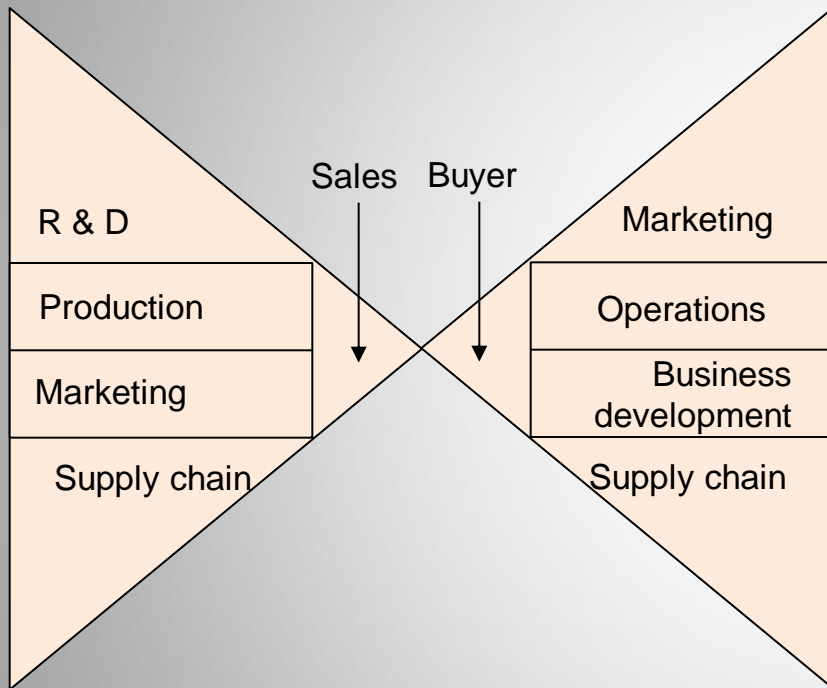 Sales
Buyer
R & D
Production
Marketing
Supply chain
Marketing
Operations
Business
development
Supply chain